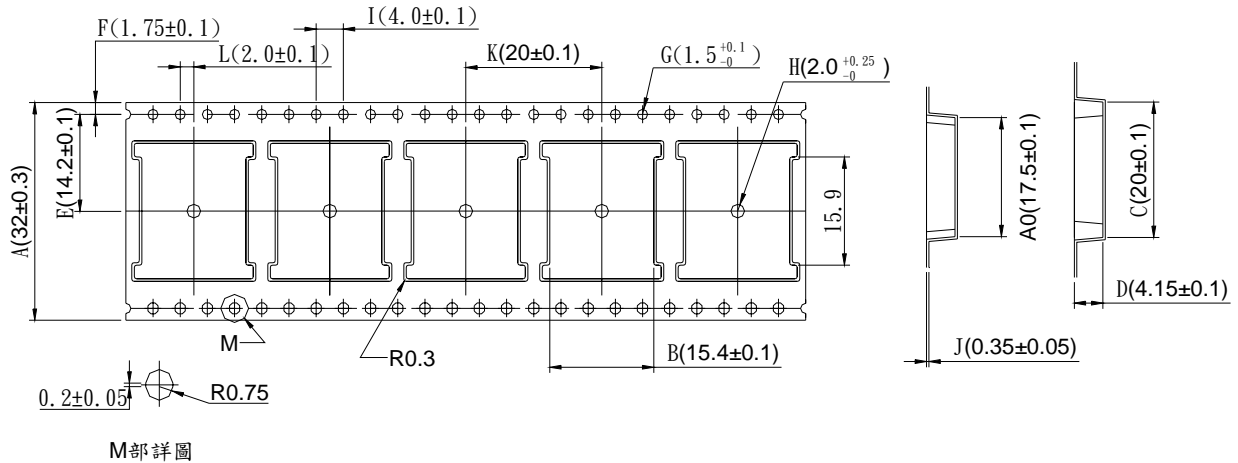 I(4.0±0.1)
F(1.75±0.1)
L(2.0±0.1)
K(20±0.1)
G(1.5 +0.1 -0)
H(2.0 +0.25 -0)
A(32±0.3)
E(14.2±0.1)
15.9
A0(17.5±0.1)
C(20±0.1)
D(4.15±0.1)
M
R0.3
B(15.4±0.1)
J(0.35±0.05)
0.2±0.05
R0.75
M部詳圖